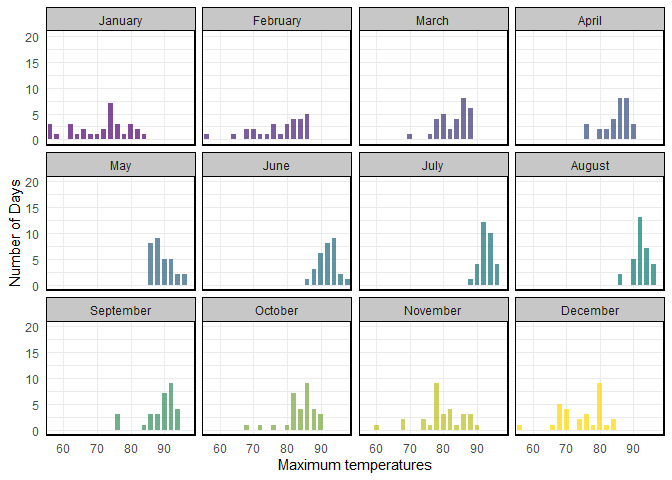 January February March April
20
15
10
5
0
May June July August
20
15
10
5
0
Number of Days
September October November December
20
15
10
5
0
60 70 80 90 60 70 80 90 60 70 80 90 60 70 80 90
Maximum temperatures